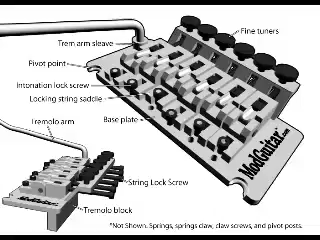 Fine tuners
Trem arm sleave
Pivot point
Intonation lock screw
Locking string saddle
Base plate
Tremolo arm
ModGuitar.com
String Lock Screw
Tremolo block
*Not Shown. Springs, springs claw, claw screws, and pivot posts.